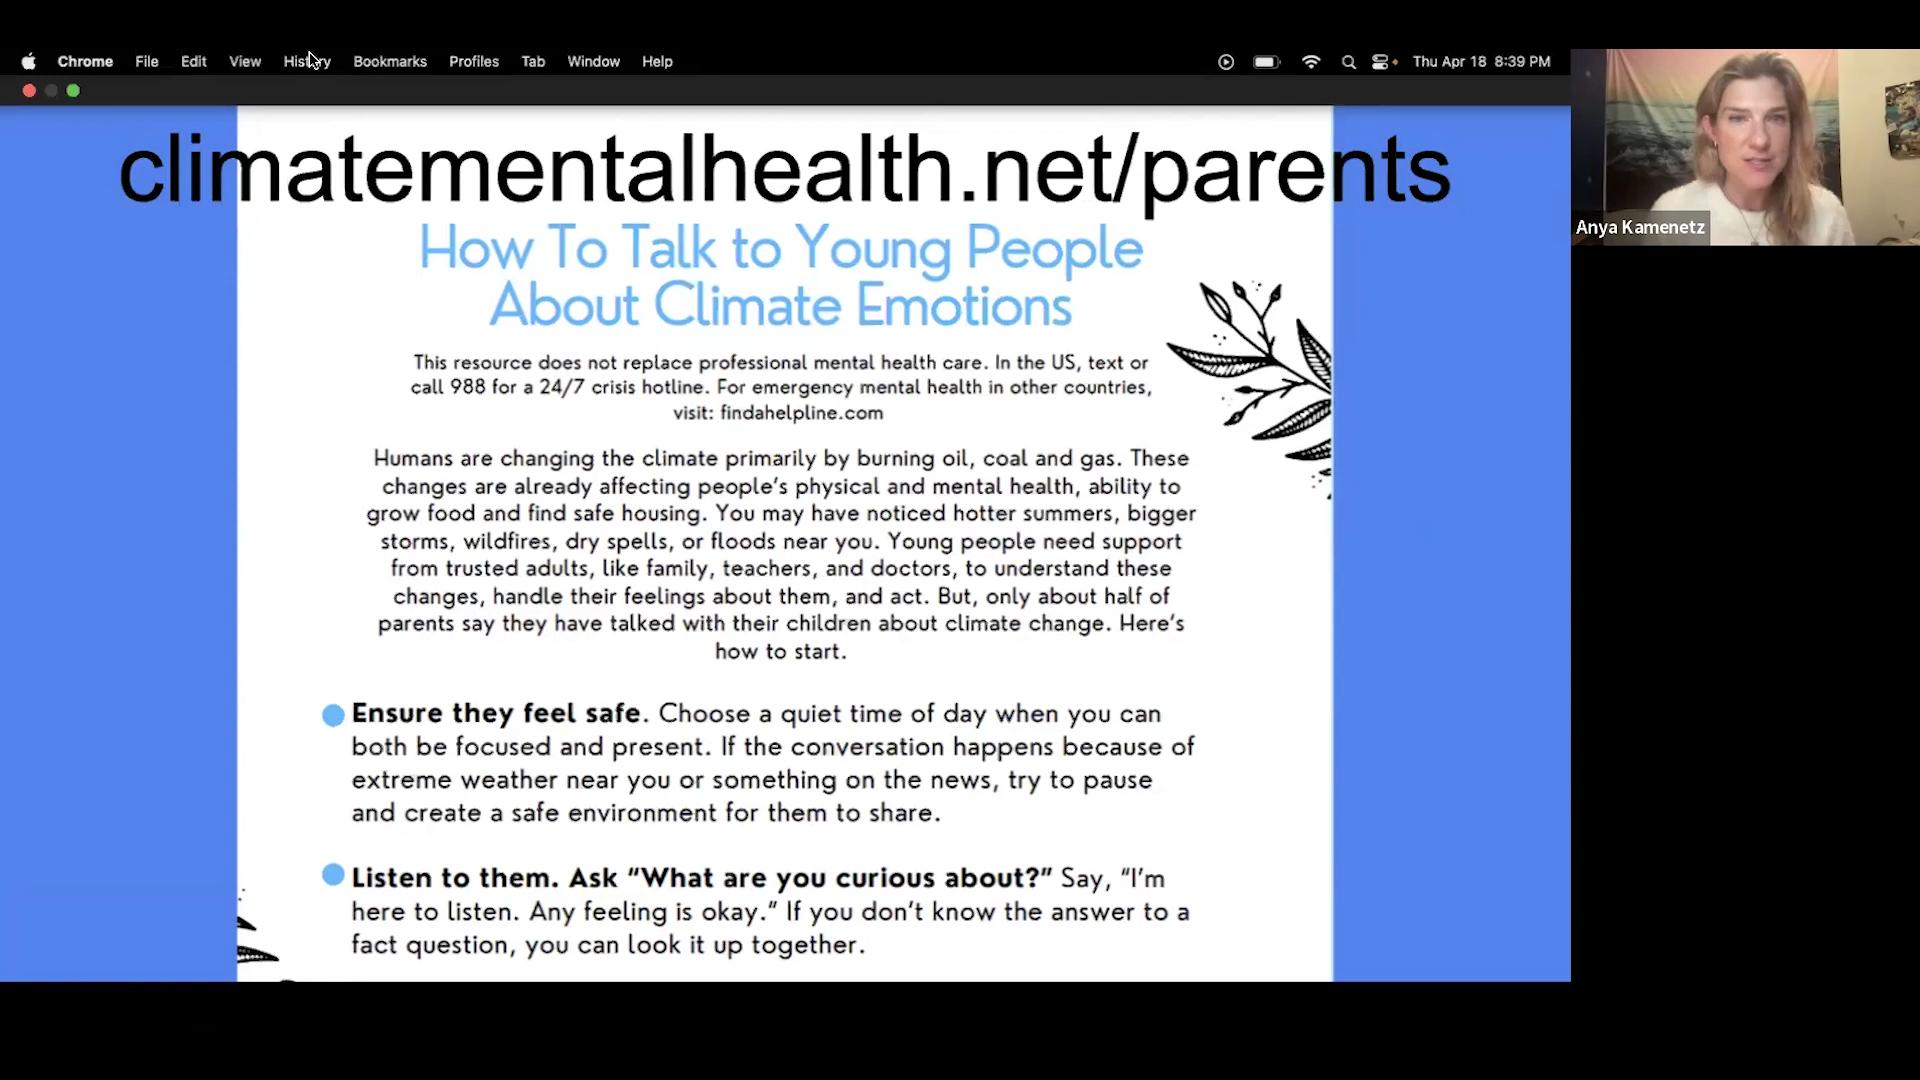 Chrome File Edit View History Bookmarks Profiles Tab Window Help Thu Apr 18 8:39 PM
climatementalhealth.net/parents
How To Talk to Young People
About Climate Emotions
This resource does not replace professional mental health care. In the US, text or
call 988 for a 24/7 crisis hotline. For emergency mental health in other countries,
visit: findahelpline.com
Humans are changing the climate primarily by burning oil, coal and gas. These
changes are already affecting people's physical and mental health, ability to
grow food and find safe housing. You may have noticed hotter summers, bigger
storms, wildfires, dry spells, or floods near you. Young people need support
from trusted adults, like family, teachers, and doctors, to understand these
changes, handle their feelings about them, and act. But, only about half of
parents say they have talked with their children about climate change. Here's
how to start.
Ensure they feel safe. Choose a quiet time of day when you can
both be focused and present. If the conversation happens because of
extreme weather near you or something on the news, try to pause
and create a safe environment for them to share.
Listen to them. Ask “What are you curious about?” Say, “I'm
here to listen. Any feeling is okay.” If you don't know the answer to a
fact question, you can look it up together.
Anya Kamenetz